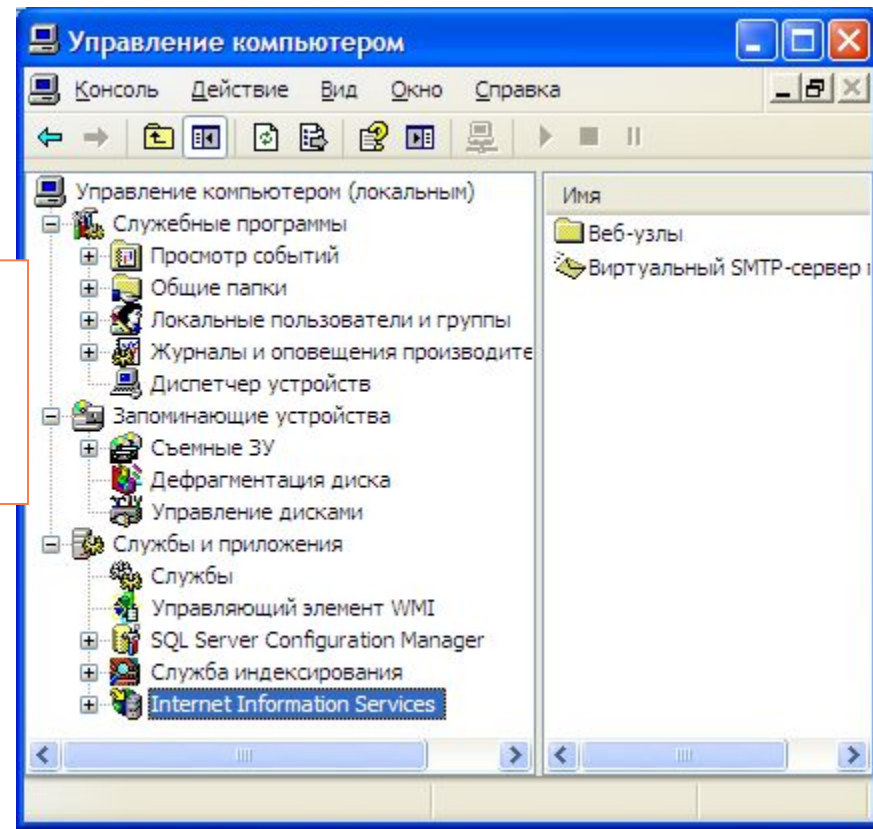 Управление компьютером
Консоль Действие Вид Окно Справка
Управление компьютером (локальным)
Служебные программы
Просмотр событий
Общие папки
Локальные пользователи и группы
Журналы и оповещения производите
Диспетчер устройств
Запоминающие устройства
Съемные ЗУ
Дефрагментация диска
Управление дисками
Службы и приложения
Службы
Управляющий элемент WMI
SQL Server Configuration Manager
Служба индексирования
Internet Information Services
Имя
Веб-узлы
Виртуальный SMTP-сервер